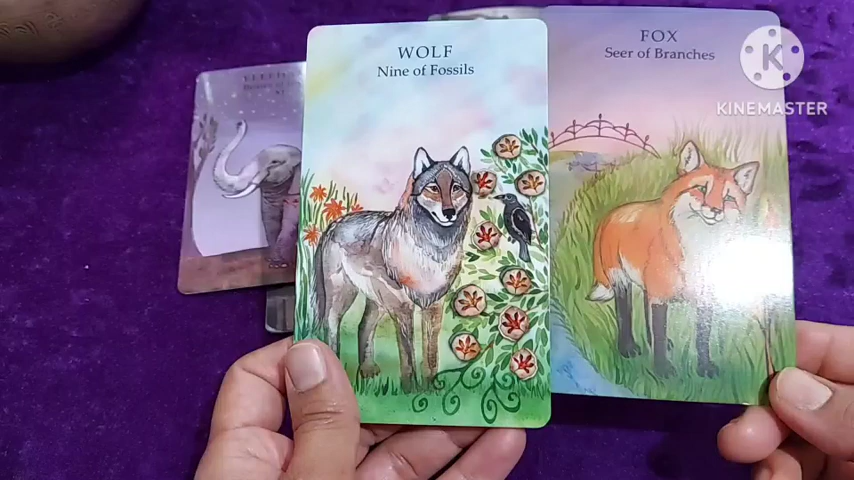 WOLF
Nine of Fossils
FOX
Seer of Branches
K
KINEMASTER